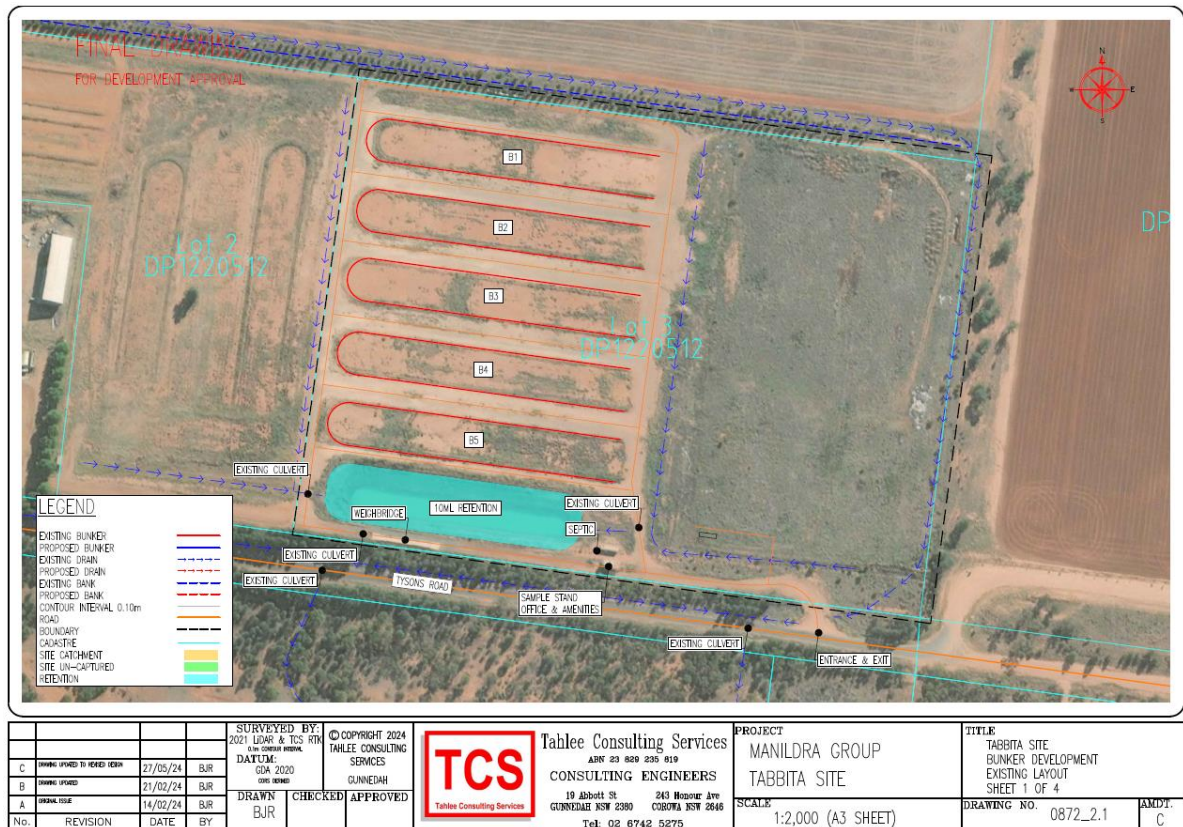 FINAL DRAWING
FOR DEVELOPMENT APPROVAL
N
W
E
S
B1
B2
B3
B4
B5
Lot 2
DP1220512
Lot 3
DP1220512
DP
EXISTING CULVERT
10ML RETENTION
WEIGHBRIDGE
EXISTING CULVERT
SEPTIC
EXISTING CULVERT
EXISTING CULVERT
TYSONS ROAD
SAMPLE STAND
OFFICE & AMENITIES
EXISTING CULVERT
ENTRANCE & EXIT
LEGEND
EXISTING BUNKER
PROPOSED BUNKER
EXISTING DRAIN
PROPOSED DRAIN
EXISTING BANK
PROPOSED BANK
CONTOUR INTERVAL 0.10m
ROAD
BOUNDARY
CADASTRE
SITE CATCHMENT
SITE UN-CAPTURED
RETENTION
C DRAWING UPDATED TO REVISED DESIGN 27/05/24 BJR
B DRAWING UPDATED 21/02/24 BJR
A ORIGINAL ISSUE 14/02/24 BJR
No. REVISION DATE BY
SURVEYED BY:
2021 LiDAR & TCS RTK
0.1m CONTOUR INTERVAL
DATUM:
GDA 2020
CORS DERIVED
© COPYRIGHT 2024
TAHLEE CONSULTING
SERVICES
GUNNEDAH
DRAWN
BJR
CHECKED
APPROVED
TCS
Tahlee Consulting Services
Tahlee Consulting Services
ABN 23 829 235 819
CONSULTING ENGINEERS
19 Abbott St
GUNNEDAH NSW 2380
243 Honour Ave
COROWA NSW 2646
Tel: 02 6742 5275
PROJECT
MANILDRA GROUP
TABBITA SITE
SCALE
1:2,000 (A3 SHEET)
TITLE
TABBITA SITE
BUNKER DEVELOPMENT
EXISTING LAYOUT
SHEET 1 OF 4
DRAWING NO.
0872_2.1
AMDT.
C